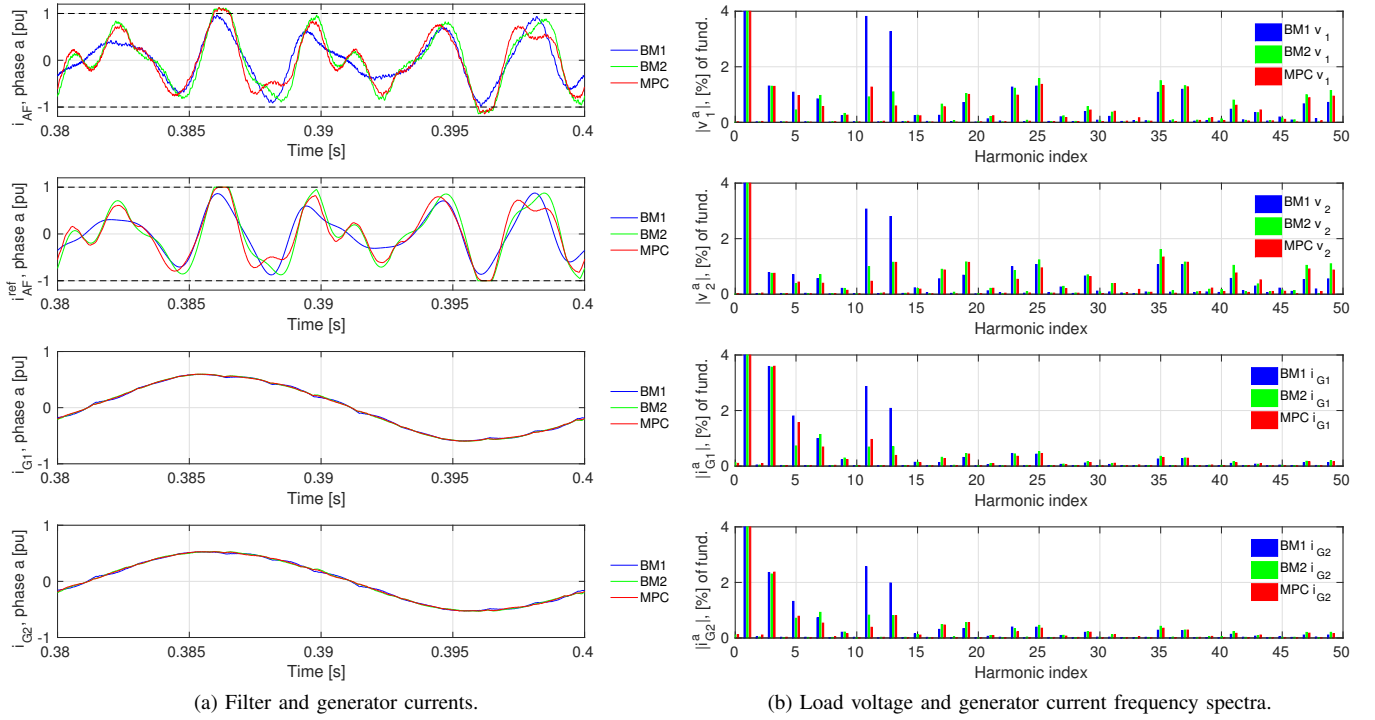 i_AF, phase a [pu]
1
0
-1
0.38 0.385 0.39 0.395 0.4
Time [s]
BM1
BM2
MPC
i_AF^ref, phase a [pu]
1
0
-1
0.38 0.385 0.39 0.395 0.4
Time [s]
BM1
BM2
MPC
i_G1, phase a [pu]
1
0
-1
0.38 0.385 0.39 0.395 0.4
Time [s]
BM1
BM2
MPC
i_G2, phase a [pu]
1
0
-1
0.38 0.385 0.39 0.395 0.4
Time [s]
BM1
BM2
MPC
(a) Filter and generator currents.
|v_1^a|, [%] of fund.
4
2
0
0 5 10 15 20 25 30 35 40 45 50
Harmonic index
BM1 v_1
BM2 v_1
MPC v_1
|v_2^a|, [%] of fund.
4
2
0
0 5 10 15 20 25 30 35 40 45 50
Harmonic index
BM1 v_2
BM2 v_2
MPC v_2
|i_G1^a|, [%] of fund.
4
2
0
0 5 10 15 20 25 30 35 40 45 50
Harmonic index
BM1 i_G1
BM2 i_G1
MPC i_G1
|i_G2^a|, [%] of fund.
4
2
0
0 5 10 15 20 25 30 35 40 45 50
Harmonic index
BM1 i_G2
BM2 i_G2
MPC i_G2
(b) Load voltage and generator current frequency spectra.